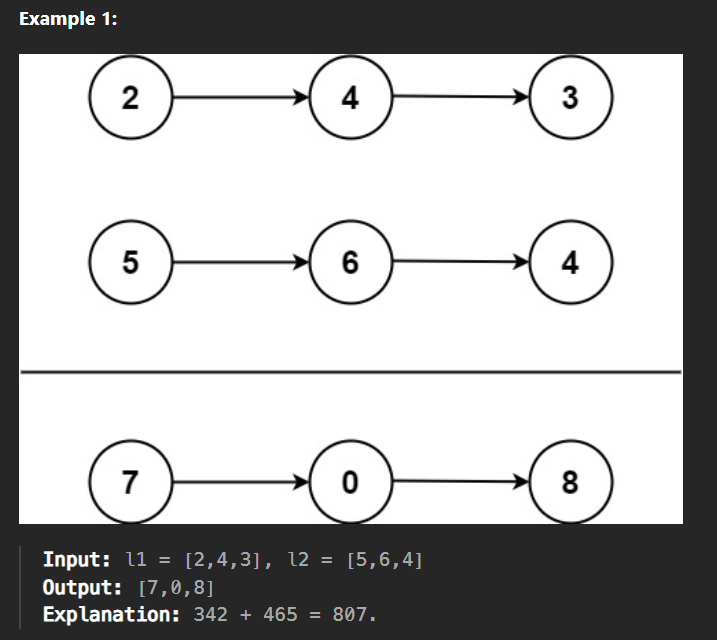 Example 1:
2 4 3
5 6 4
7 0 8
Input: l1 = [2,4,3], l2 = [5,6,4]
Output: [7,0,8]
Explanation: 342 + 465 = 807.